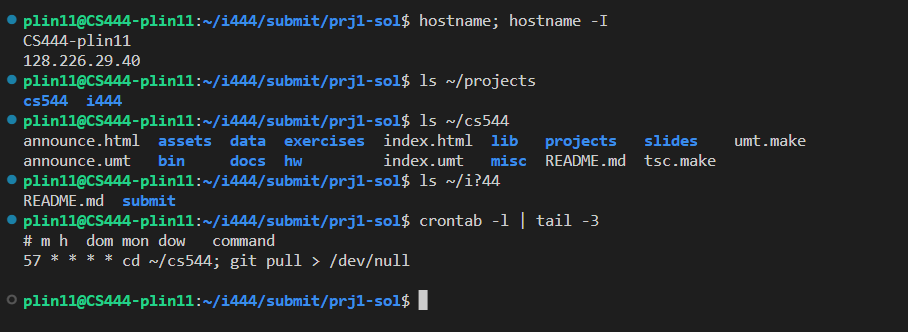 plin11@CS444-plin11:~/i444/submit/prj1-sol$ hostname; hostname -I
CS444-plin11
128.226.29.40
plin11@CS444-plin11:~/i444/submit/prj1-sol$ ls ~/projects
cs544  i444
plin11@CS444-plin11:~/i444/submit/prj1-sol$ ls ~/cs544
announce.html  assets  data  exercises  index.html  lib  projects  slides  umt.make
announce.umt  bin  docs  hw  index.umt  misc  README.md  tsc.make
plin11@CS444-plin11:~/i444/submit/prj1-sol$ ls ~/i?44
README.md  submit
plin11@CS444-plin11:~/i444/submit/prj1-sol$ crontab -l | tail -3
# m h  dom mon dow   command
57 * * * * cd ~/cs544; git pull > /dev/null
plin11@CS444-plin11:~/i444/submit/prj1-sol$